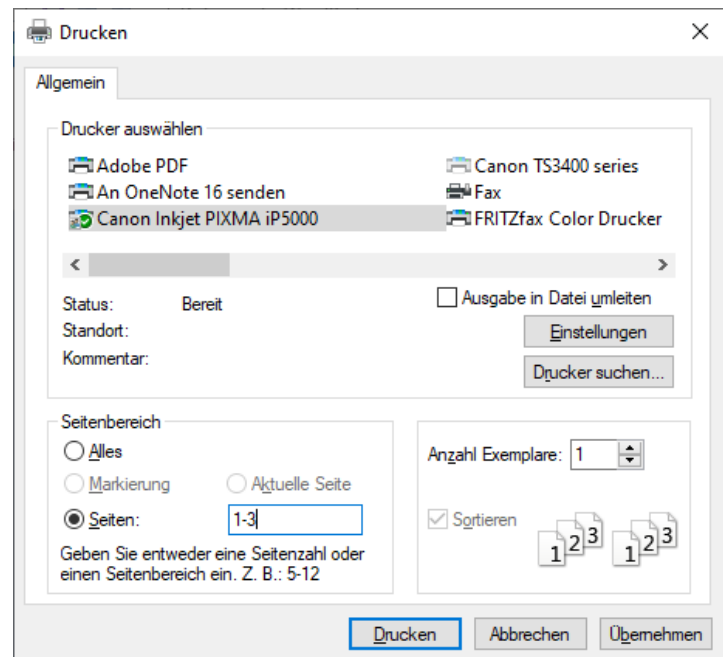 Drucken
Allgemein
Drucker auswählen
Adobe PDF
Canon TS3400 series
An OneNote 16 senden
Fax
Canon Inkjet PIXMA iP5000
FRITZfax Color Drucker
Status: Bereit
Ausgabe in Datei umleiten
Standort:
Einstellungen
Kommentar:
Drucker suchen...
Seitenbereich
Alles
Markierung
Aktuelle Seite
Seiten: 1-3
Geben Sie entweder eine Seitenzahl oder
einen Seitenbereich ein. Z. B.: 5-12
Anzahl Exemplare: 1
Sortieren
1 2 3 1 2 3
Drucken Abbrechen Übernehmen